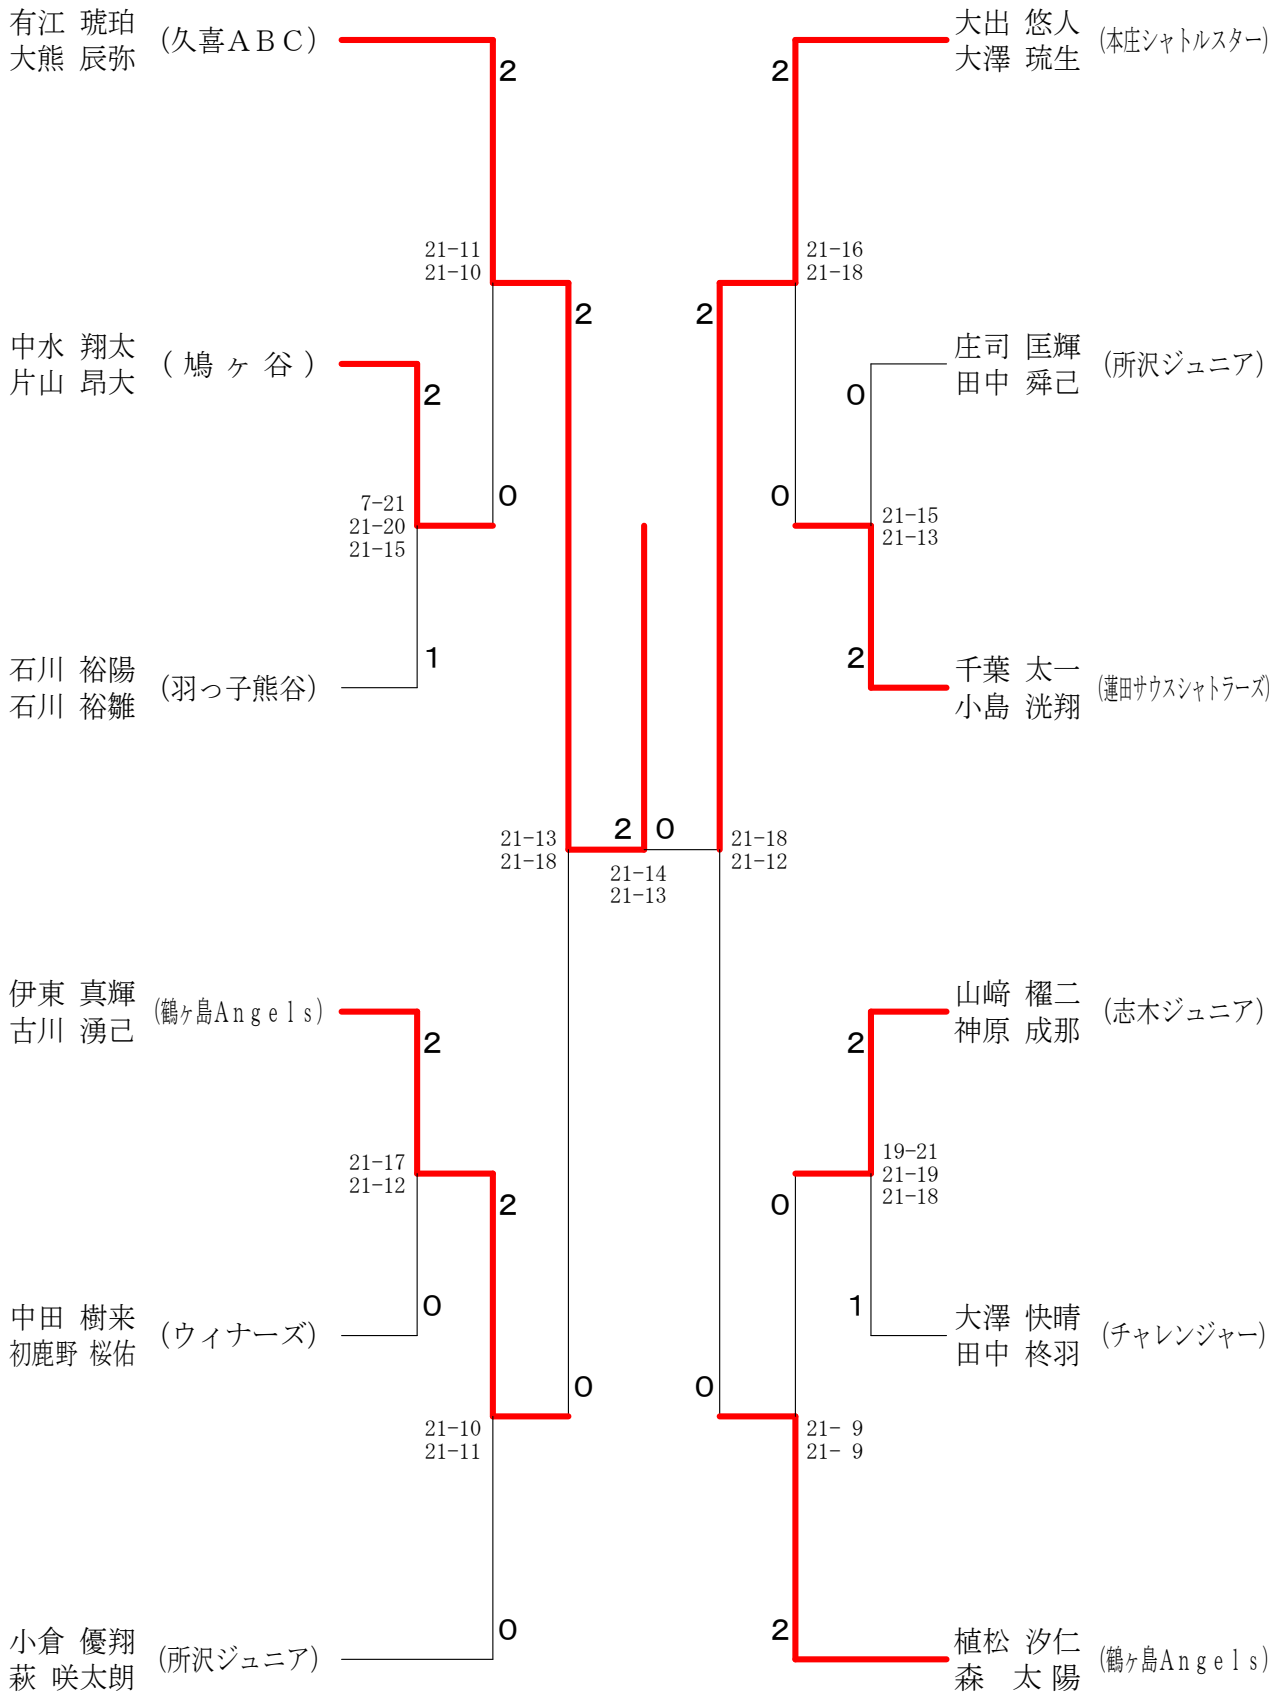 有江 琥珀
大熊 辰弥
(久喜ABC)
2
21-11
21-10
中水 翔太
片山 昂大
(鳩ヶ谷)
2
0
7-21
21-20
21-15
石川 裕陽
石川 裕雛
(羽っ子熊谷)
1
2
21-13
21-18
伊東 真輝
古川 湧己
(鶴ヶ島Angels)
2
21-17
21-12
2
中田 樹来
初鹿野 桜佑
(ウィナーズ)
0
0
21-10
21-11
小倉 優翔
萩 咲太朗
(所沢ジュニア)
0
2 0
21-14
21-13
大出 悠人
大澤 琉生
(本庄シャトルスター)
2
21-16
21-18
2
庄司 匡輝
田中 舜己
(所沢ジュニア)
0
0
21-15
21-13
千葉 太一
小島 洸翔
(蓮田サウスシャトラーズ)
2
21-18
21-12
山﨑 櫂二
神原 成那
(志木ジュニア)
2
19-21
21-19
21-18
0
大澤 快晴
田中 柊羽
(チャレンジャー)
1
0
21- 9
21- 9
植松 汐仁
森 太陽
(鶴ヶ島Angels)
2